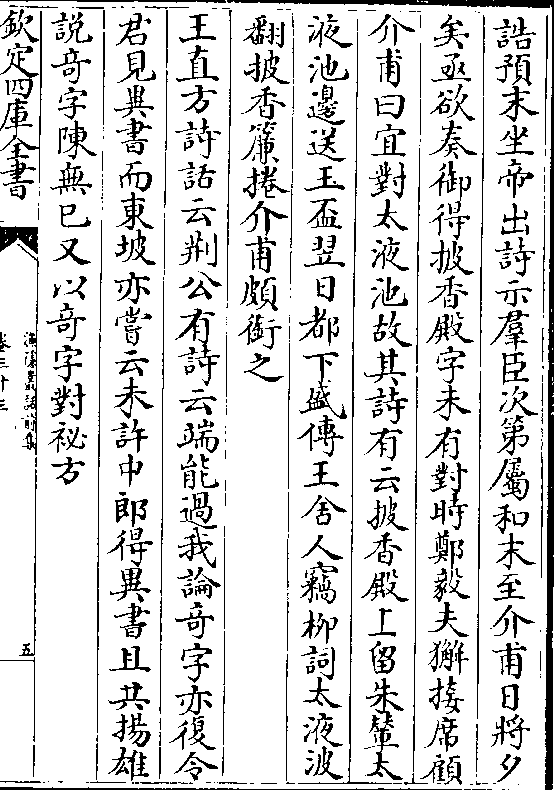 誥預末坐帝出詩示羣臣次第屬和末至介甫日將夕
矣亟欲奏御得披香殿字未有對時鄭毅夫獬接席顧
介甫曰宜對太液池故其詩有云披香殿上留朱輦太
液池邊送玉盃翌日都下盛傳王舍人竊柳詞太液波
翻披香簾捲介甫頗銜之
王直方詩話云荆公有詩云端能過我論竒字亦復令
君見異書而東坡亦嘗云未許中郎得異書且共揚雄
說竒字陳無已又以竒字對祕方
欽定四庫全書
漁隱叢話前集
卷三十三
五